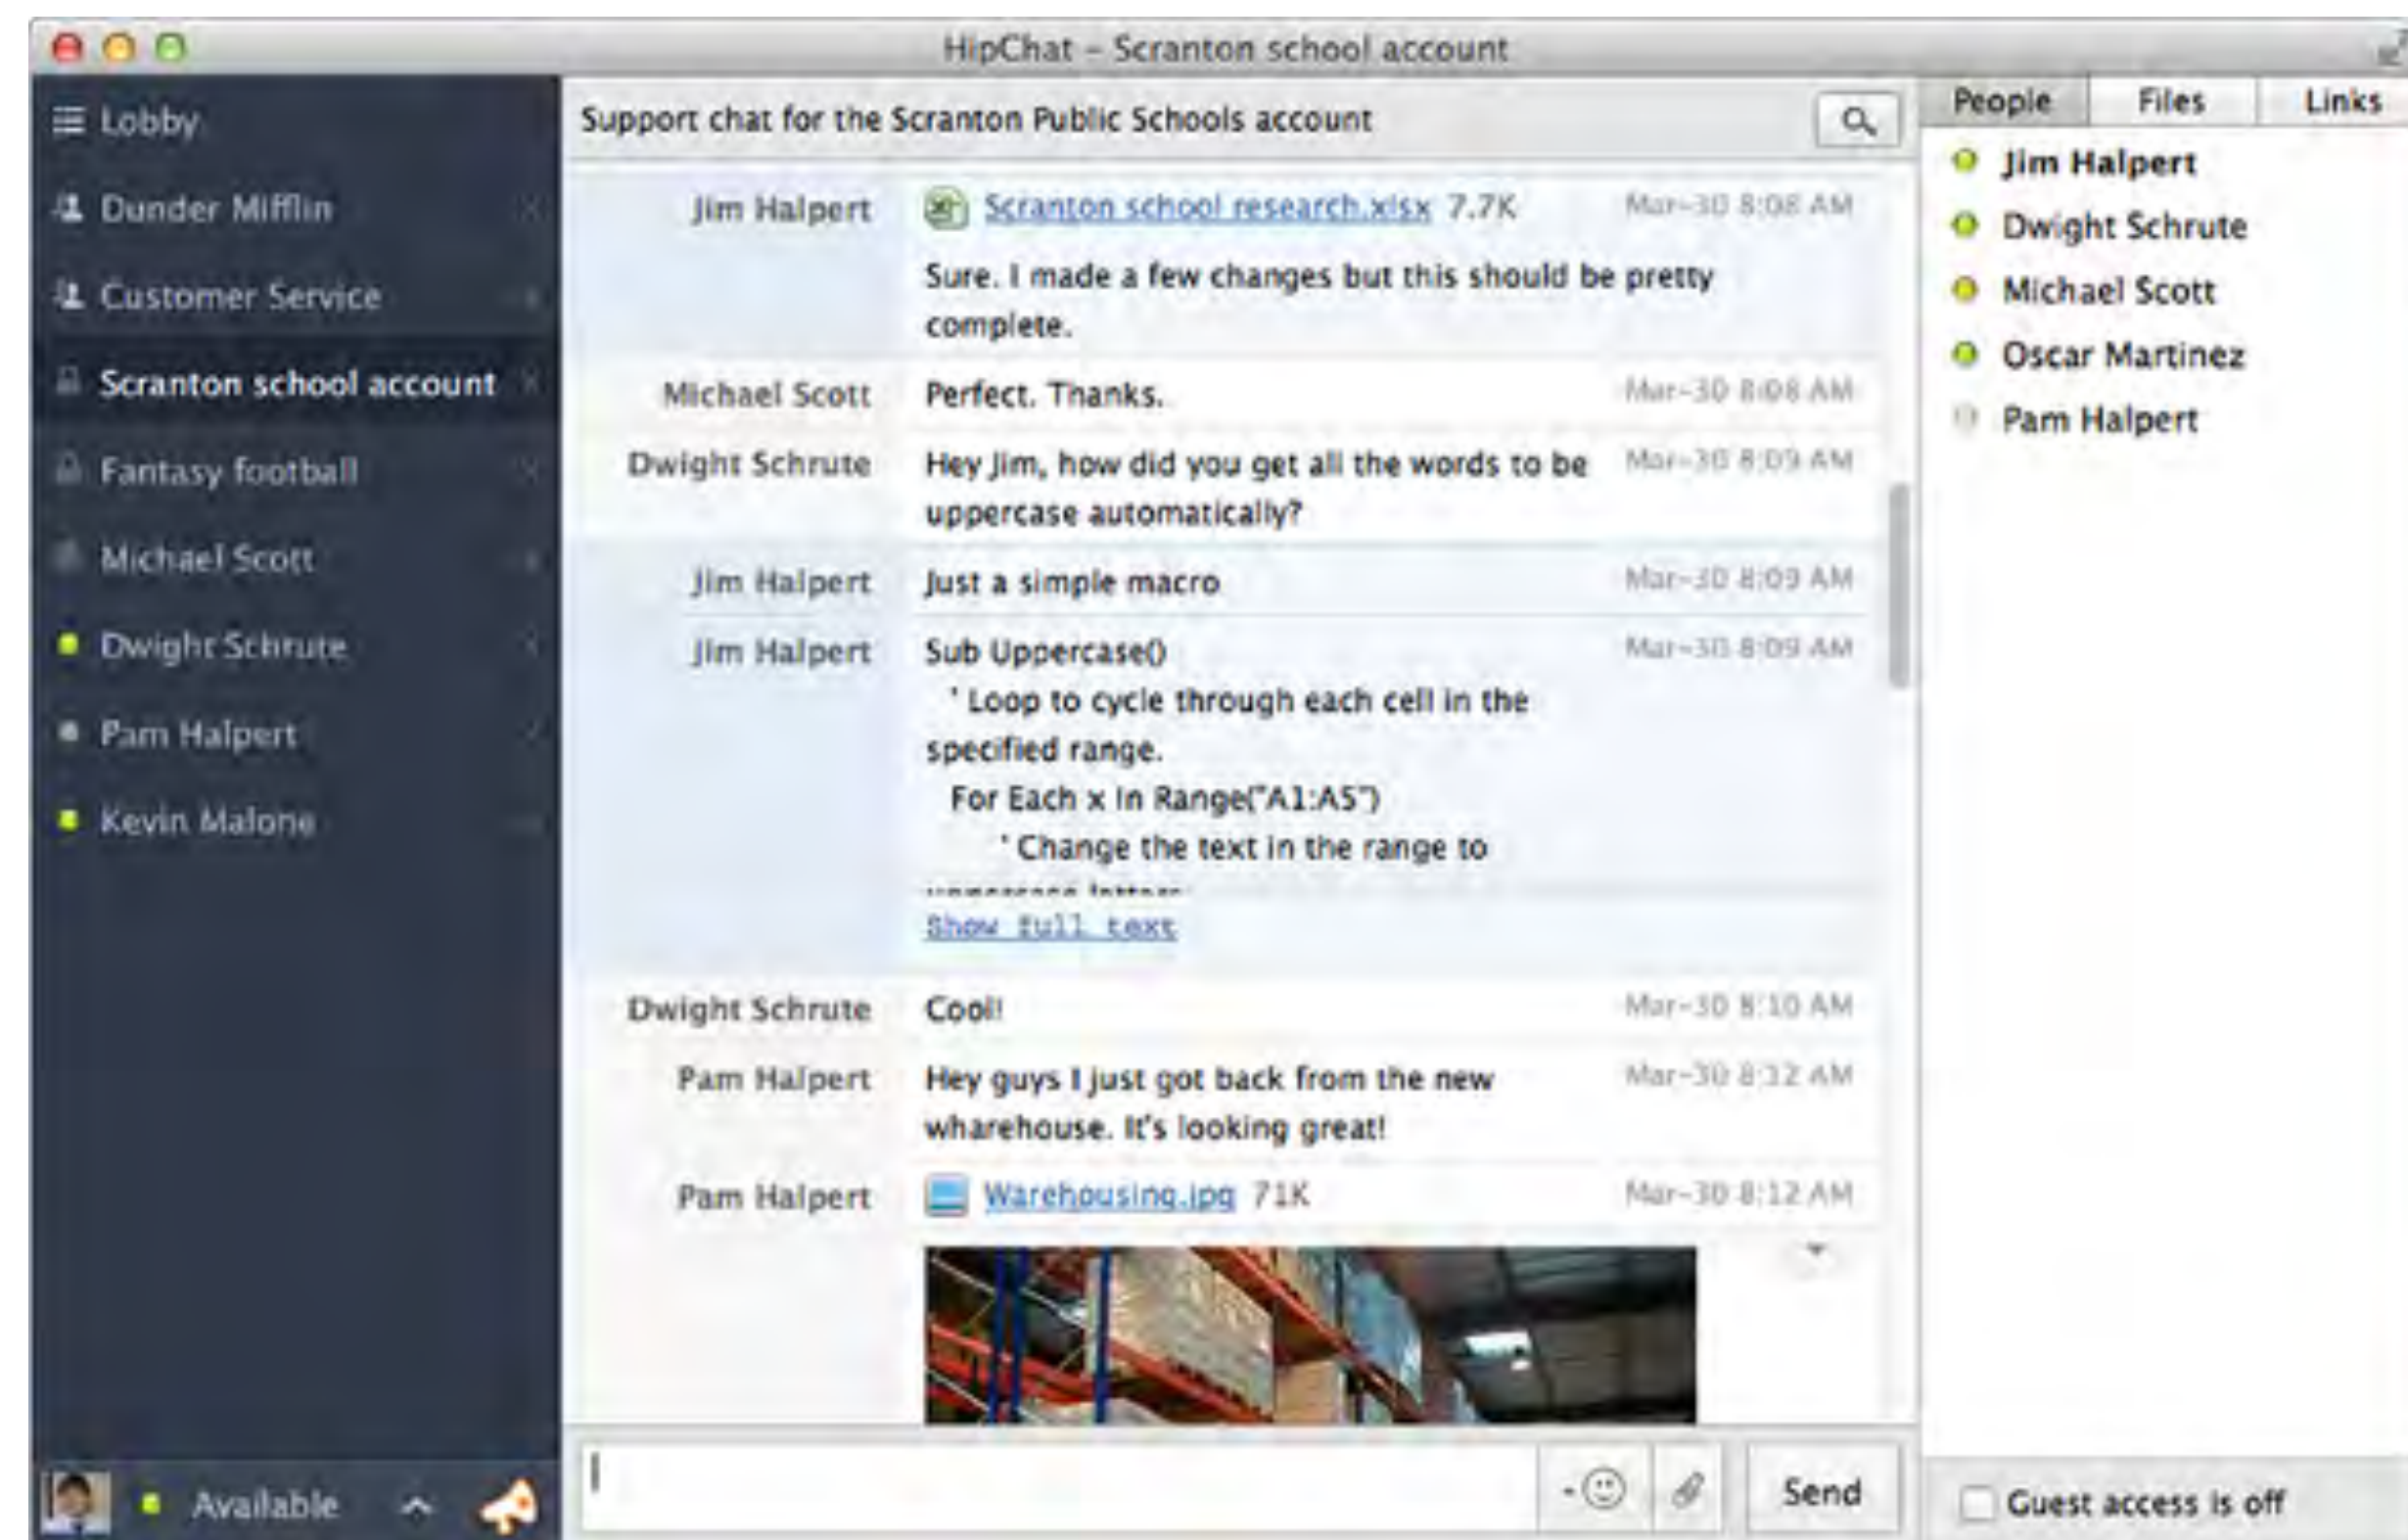 HipChat – Scranton school account
Lobby
Dunder Mifflin
Customer Service
Scranton school account
Fantasy football
Michael Scott
Dwight Schrute
Pam Halpert
Kevin Malone
Available
Support chat for the Scranton Public Schools account
Jim Halpert Scranton school research.xlsx 7.7K Mar-30 8:08 AM
Sure. I made a few changes but this should be pretty
complete.
Michael Scott Perfect. Thanks. Mar-30 8:08 AM
Dwight Schrute Hey Jim, how did you get all the words to be Mar-30 8:09 AM
uppercase automatically?
Jim Halpert Just a simple macro Mar-30 8:09 AM
Jim Halpert Sub Uppercase() Mar-30 8:09 AM
' Loop to cycle through each cell in the
specified range.
For Each x In Range("A1:A5")
' Change the text in the range to
uppercase letters.
Show full text
Dwight Schrute Cool! Mar-30 8:10 AM
Pam Halpert Hey guys I just got back from the new Mar-30 8:12 AM
wharehouse. It's looking great!
Pam Halpert Warehousing.jpg 71K Mar-30 8:12 AM
Send
People Files Links
Jim Halpert
Dwight Schrute
Michael Scott
Oscar Martinez
Pam Halpert
Guest access is off